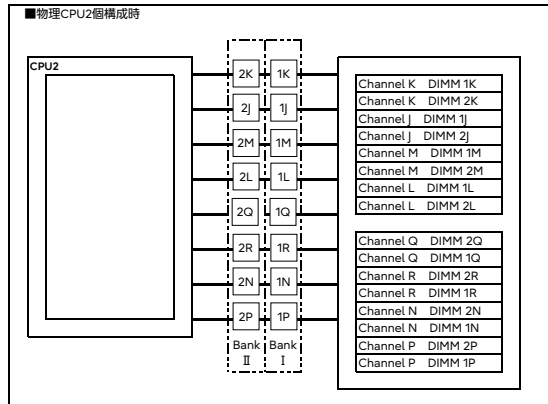 ■物理CPU2個構成時
CPU2
2K 1K
2J 1J
2M 1M
2L 1L
2Q 1Q
2R 1R
2N 1N
2P 1P
Bank Bank
Ⅱ Ⅰ
Channel K DIMM 1K
Channel K DIMM 2K
Channel J DIMM 1J
Channel J DIMM 2J
Channel M DIMM 1M
Channel M DIMM 2M
Channel L DIMM 1L
Channel L DIMM 2L
Channel Q DIMM 2Q
Channel Q DIMM 1Q
Channel R DIMM 2R
Channel R DIMM 1R
Channel N DIMM 2N
Channel N DIMM 1N
Channel P DIMM 2P
Channel P DIMM 1P